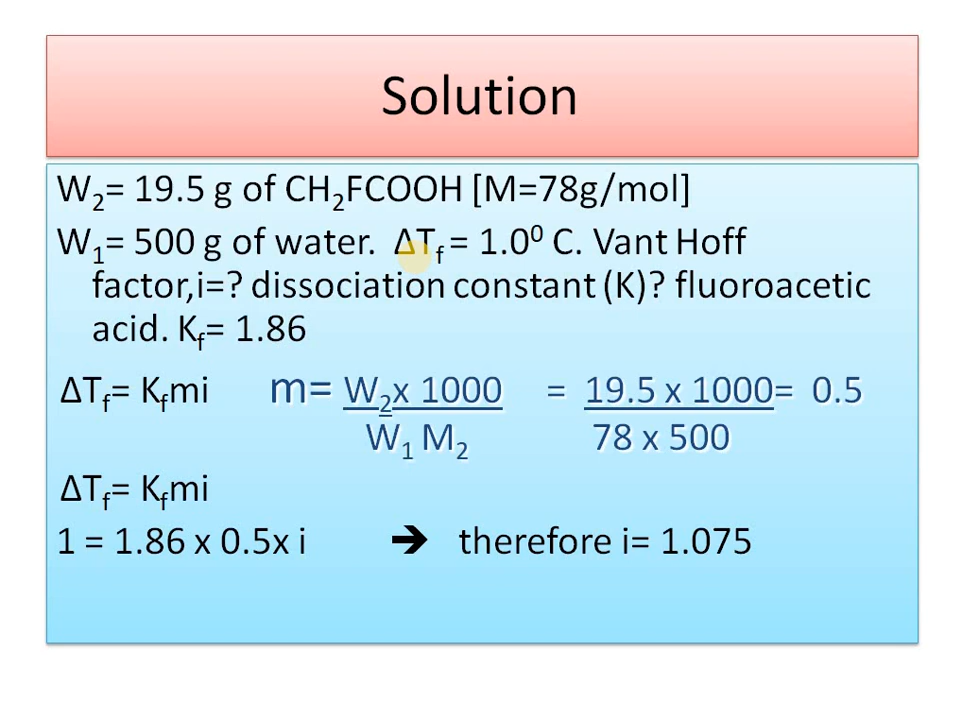 Solution
W₂= 19.5 g of CH₂FCOOH [M=78g/mol]
W₁= 500 g of water. ΔTf = 1.0⁰ C. Vant Hoff
factor,i=? dissociation constant (K)? fluoroacetic
acid. Kf= 1.86
ΔTf= Kfmi m= W₂x 1000 = 19.5 x 1000= 0.5
W₁ M₂ 78 x 500
ΔTf= Kfmi
1 = 1.86 x 0.5x i ➔ therefore i= 1.075